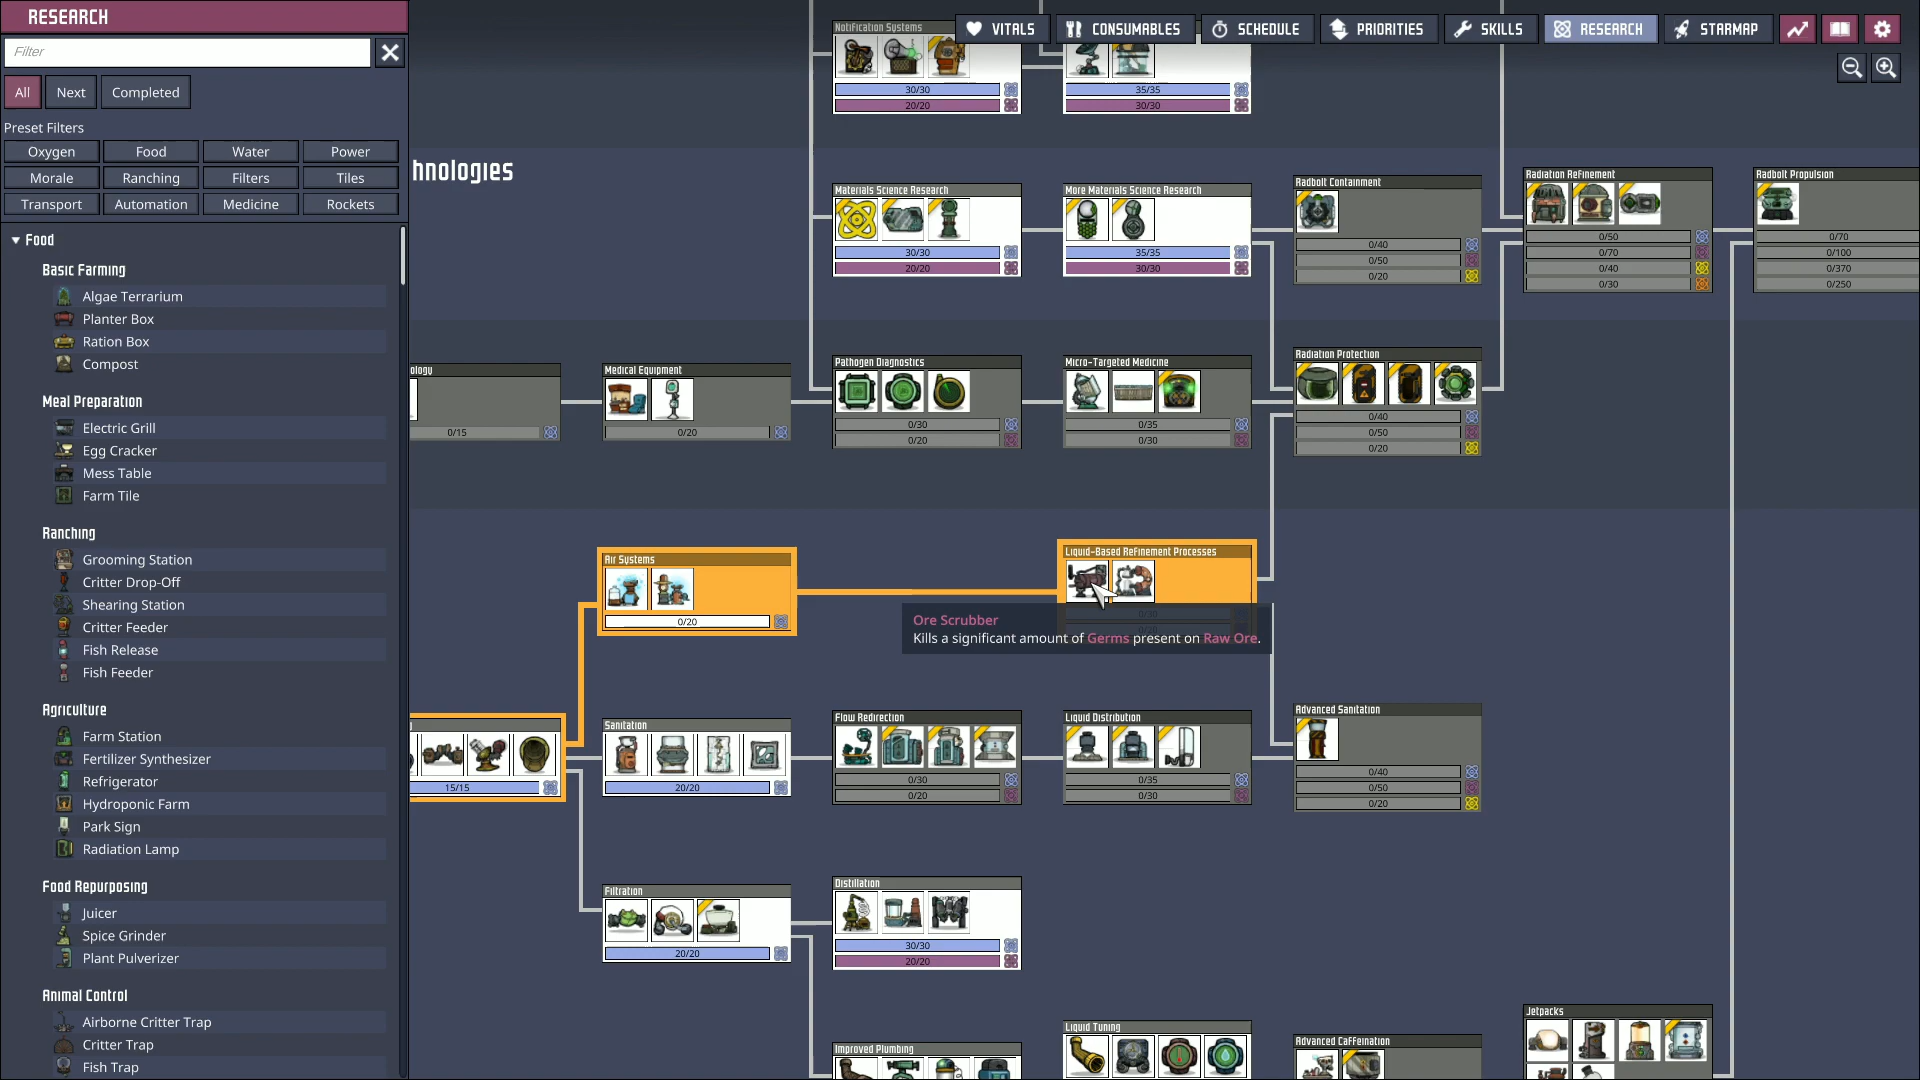 RESEARCH
VITALS
CONSUMABLES
SCHEDULE
PRIORITIES
SKILLS
RESEARCH
STARMAP
Filter
All
Next
Completed
Preset Filters
Oxygen
Food
Water
Power
Morale
Ranching
Filters
Tiles
Transport
Automation
Medicine
Rockets
Food
Basic Farming
Algae Terrarium
Planter Box
Ration Box
Compost
Meal Preparation
Electric Grill
Egg Cracker
Mess Table
Farm Tile
Ranching
Grooming Station
Critter Drop-Off
Shearing Station
Critter Feeder
Fish Release
Fish Feeder
Agriculture
Farm Station
Fertilizer Synthesizer
Refrigerator
Hydroponic Farm
Park Sign
Radiation Lamp
Food Repurposing
Juicer
Spice Grinder
Plant Pulverizer
Animal Control
Airborne Critter Trap
Critter Trap
Fish Trap
Notification Systems
30/30
20/20
35/35
30/30
hnologies
Materials Science Research
30/30
20/20
More Materials Science Research
35/35
30/30
Radbolt Containment
0/40
0/50
0/20
Radiation Refinement
0/50
0/70
0/40
0/30
Radbolt Propulsion
0/70
0/100
0/370
0/250
ology
0/15
Medical Equipment
0/20
Pathogen Diagnostics
0/30
0/20
Micro-Targeted Medicine
0/35
0/30
Radiation Protection
0/40
0/50
0/20
Air Systems
0/20
Liquid-Based Refinement Processes
Ore Scrubber
Kills a significant amount of Germs present on Raw Ore.
15/15
Sanitation
20/20
Flow Redirection
0/30
0/20
Liquid Distribution
0/35
0/30
Advanced Sanitation
0/40
0/50
0/20
Filtration
20/20
Distillation
30/30
20/20
Improved Plumbing
Liquid Tuning
Advanced Caffeination
Jetpacks